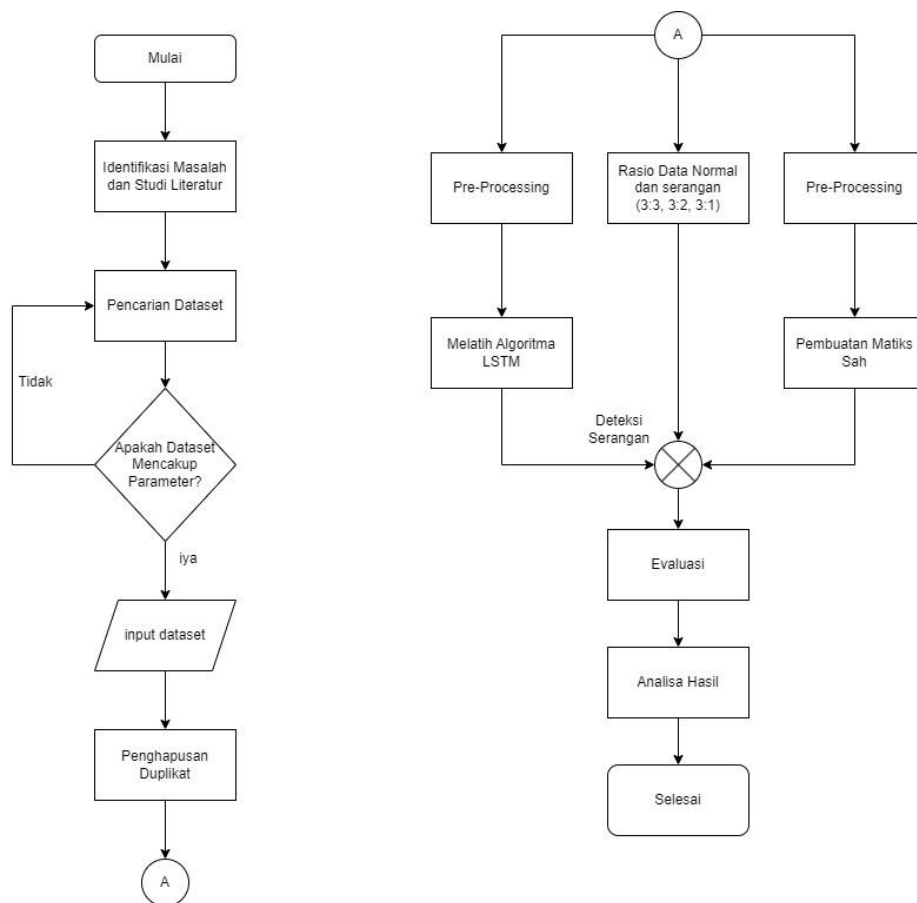 Mulai
Identifikasi Masalah
dan Studi Literatur
Pencarian Dataset
Tidak
Apakah Dataset
Mencakup
Parameter?
iya
input dataset
Penghapusan
Duplikat
A
A
Pre-Processing
Rasio Data Normal
dan serangan
(3:3, 3:2, 3:1)
Pre-Processing
Melatih Algoritma
LSTM
Pembuatan Matiks
Sah
Deteksi
Serangan
Evaluasi
Analisa Hasil
Selesai